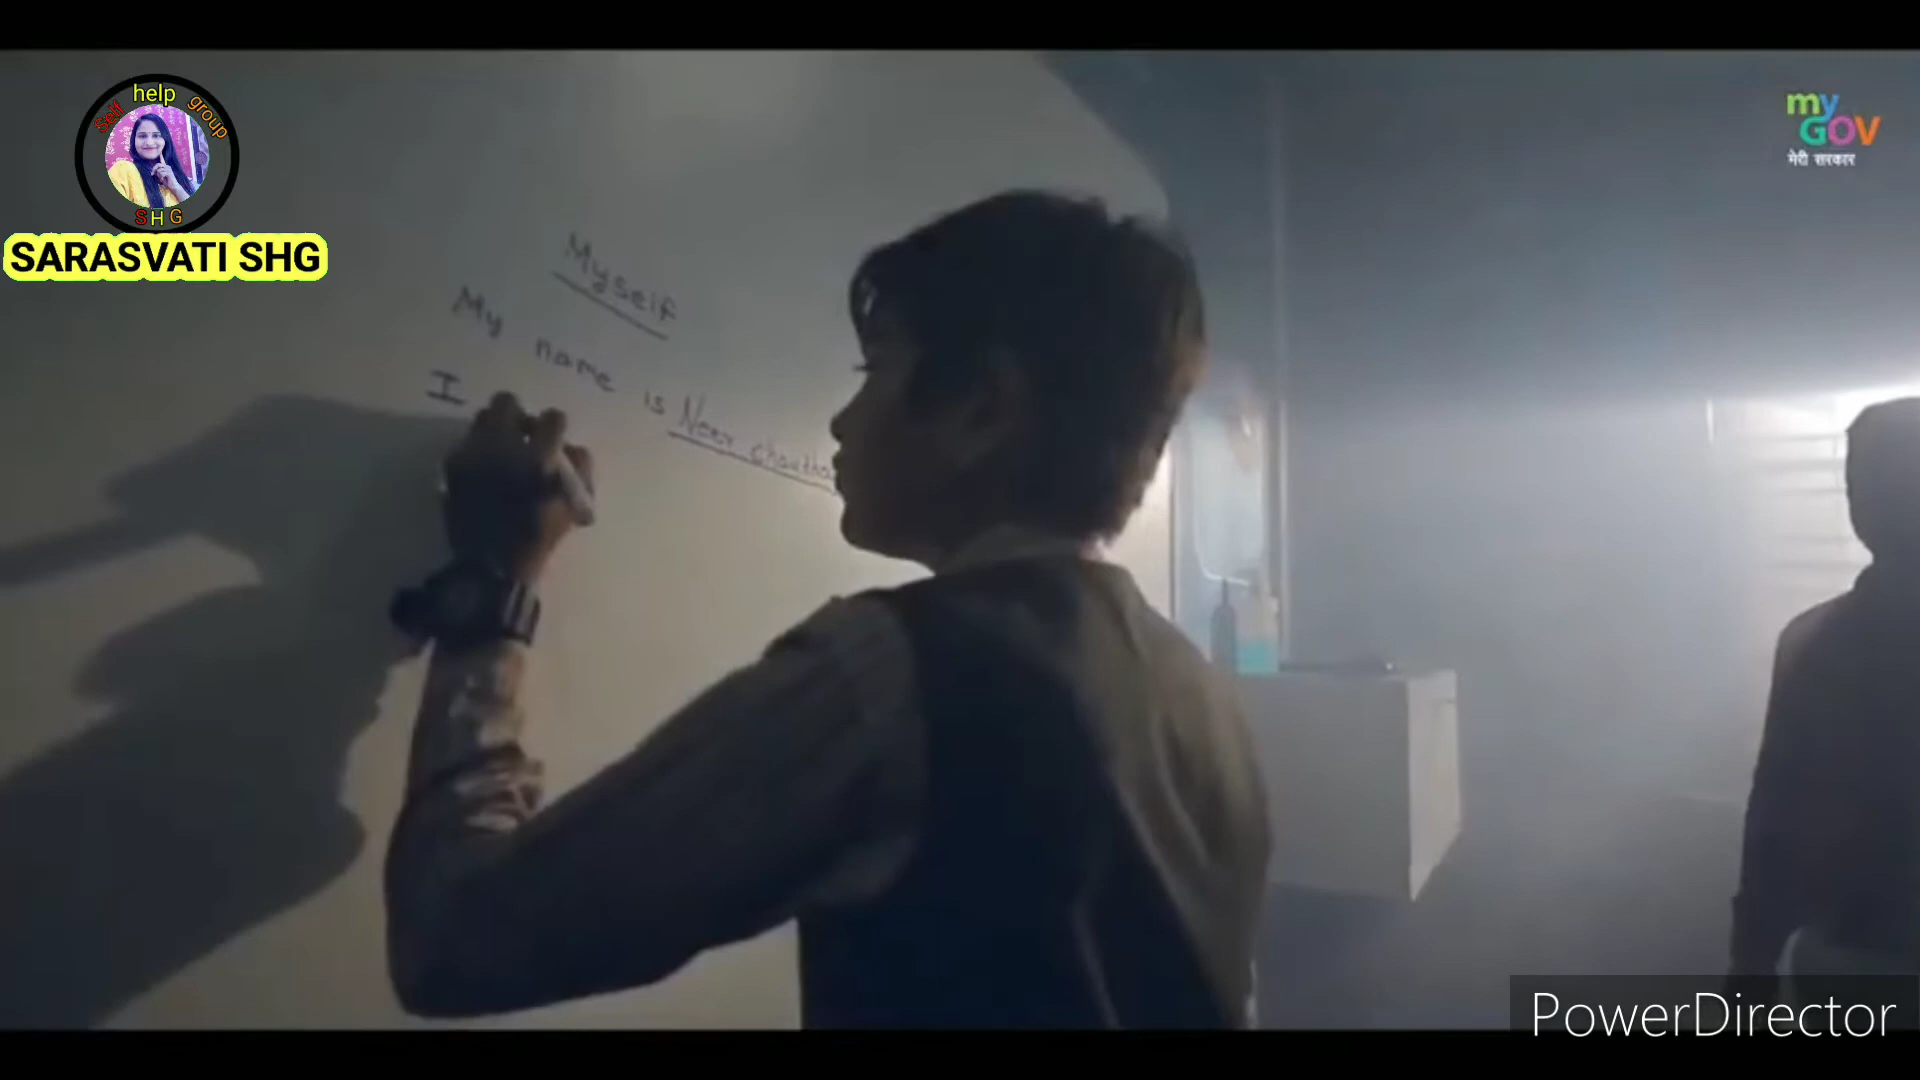 Self help group
SHG
SARASVATI SHG
my
GOV
मेरी सरकार
Myself
My name is
I
PowerDirector